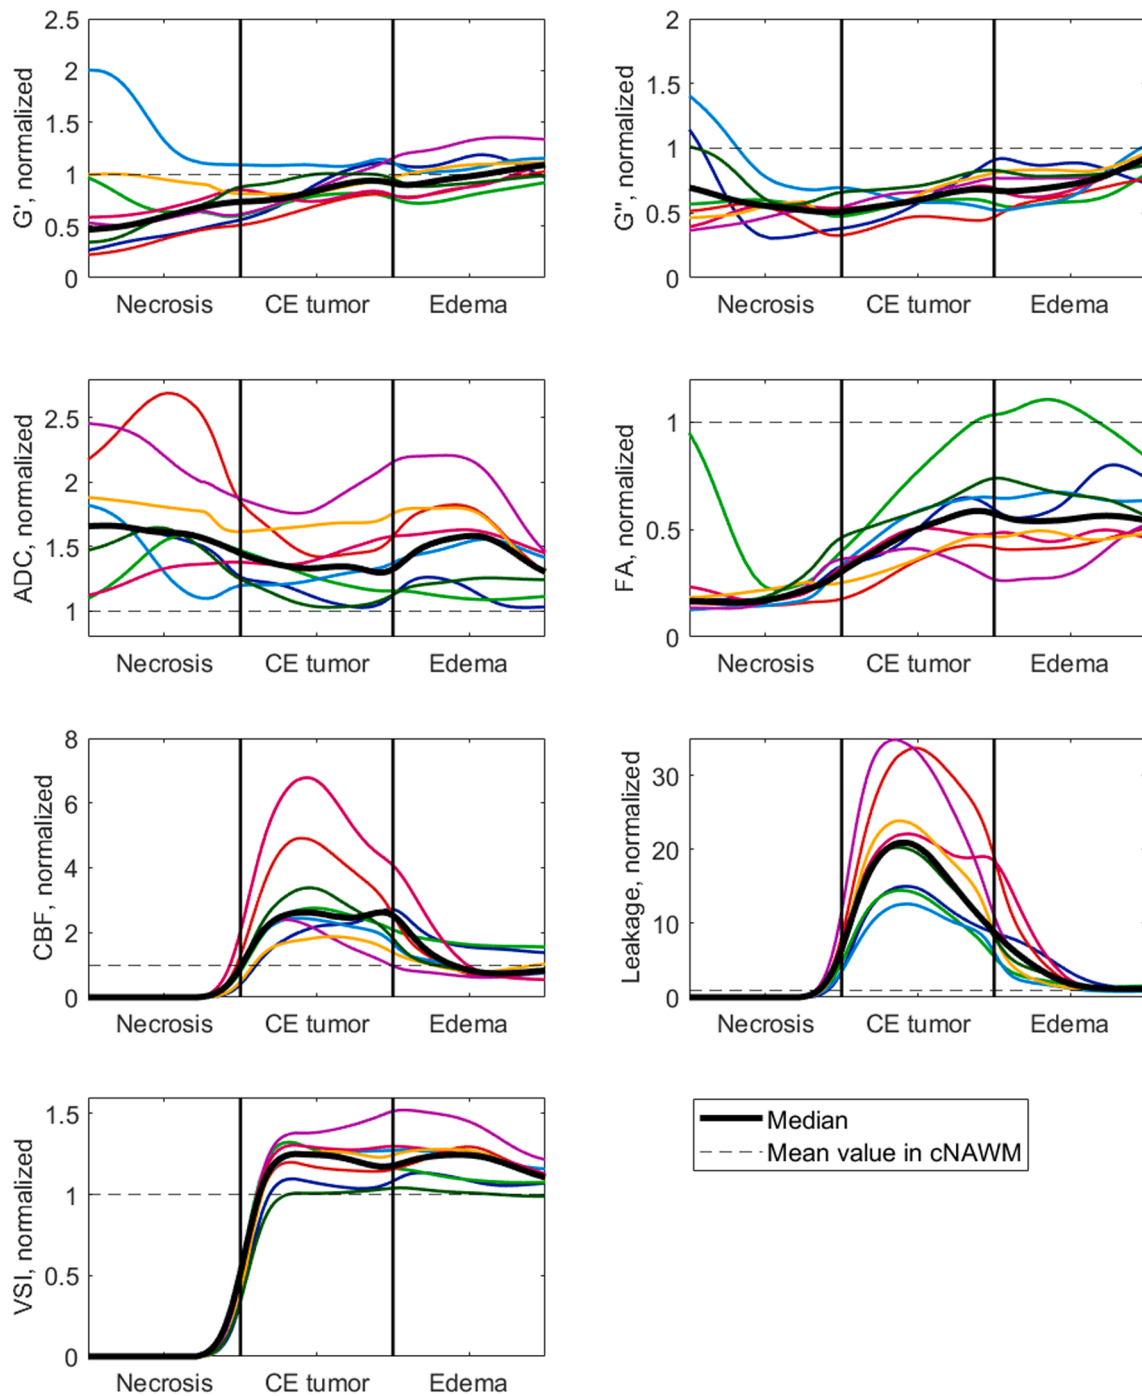 2.5
2
1.5
1
0.5
0
G', normalized
Necrosis
CE tumor
Edema
2
1.5
1
0.5
0
G'', normalized
Necrosis
CE tumor
Edema
2.5
2
1.5
1
ADC, normalized
Necrosis
CE tumor
Edema
1
0.5
0
FA, normalized
Necrosis
CE tumor
Edema
8
6
4
2
1
0
CBF, normalized
Necrosis
CE tumor
Edema
30
20
10
1
Leakage, normalized
Necrosis
CE tumor
Edema
1.5
1
0.5
0
VSI, normalized
Necrosis
CE tumor
Edema
Median
Mean value in cNAWM